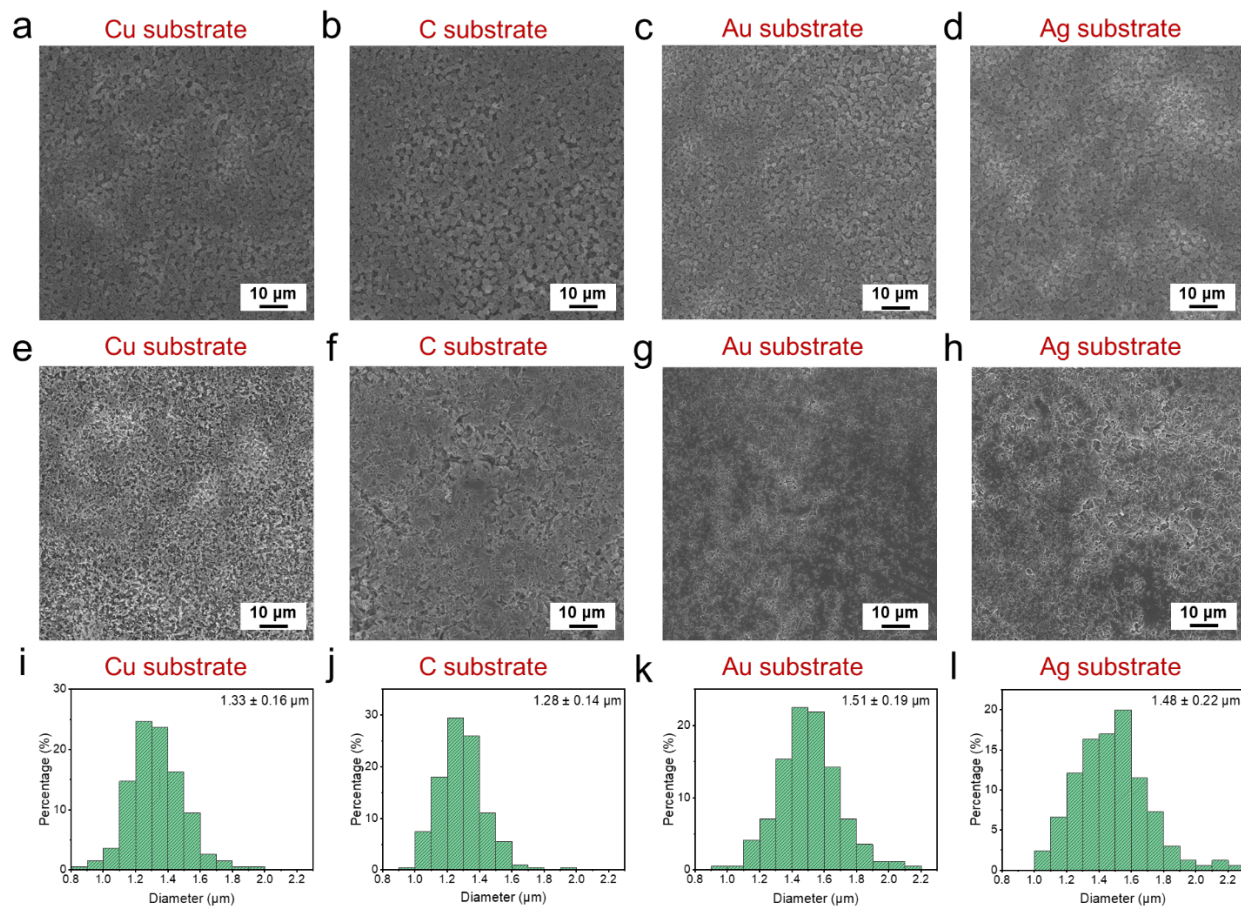 a Cu substrate
b C substrate
c Au substrate
d Ag substrate
10 µm
10 µm
10 µm
10 µm
e Cu substrate
f C substrate
g Au substrate
h Ag substrate
10 µm
10 µm
10 µm
10 µm
i Cu substrate
1.33 ± 0.16 µm
Percentage (%)
30
20
10
0
0.8 1.0 1.2 1.4 1.6 1.8 2.0 2.2
Diameter (µm)
j C substrate
1.28 ± 0.14 µm
Percentage (%)
30
20
10
0
0.8 1.0 1.2 1.4 1.6 1.8 2.0 2.2
Diameter (µm)
k Au substrate
1.51 ± 0.19 µm
Percentage (%)
20
10
0
0.8 1.0 1.2 1.4 1.6 1.8 2.0 2.2
Diameter (µm)
l Ag substrate
1.48 ± 0.22 µm
Percentage (%)
20
15
10
5
0
0.8 1.0 1.2 1.4 1.6 1.8 2.0 2.2
Diameter (µm)